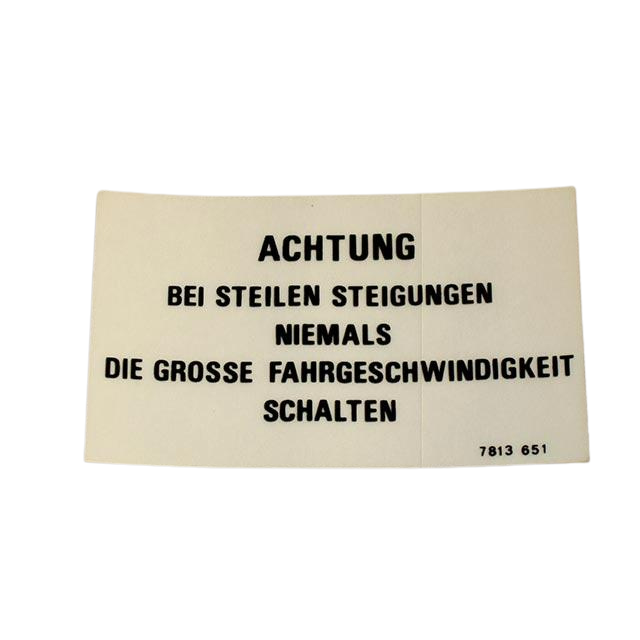 ACHTUNG
BEI STEILEN STEIGUNGEN
NIEMALS
DIE GROSSE FAHRGESCHWINDIGKEIT
SCHALTEN
7813 651